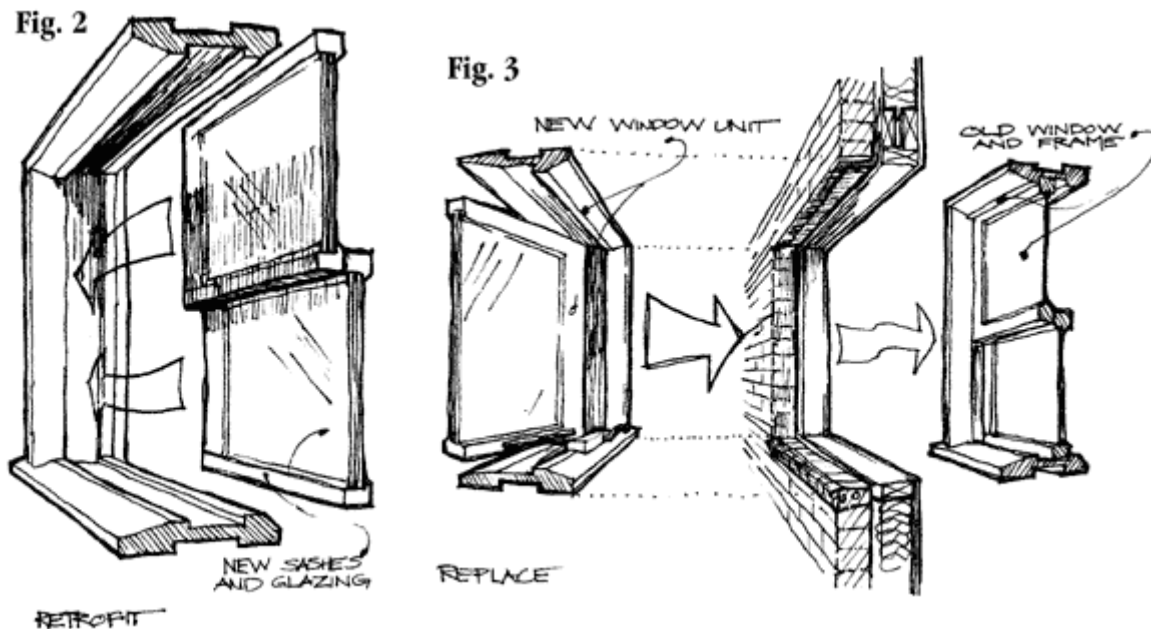 Fig. 2
NEW SASHES
AND GLAZING
RETROFIT
Fig. 3
NEW WINDOW UNIT
OLD WINDOW
AND FRAME
REPLACE